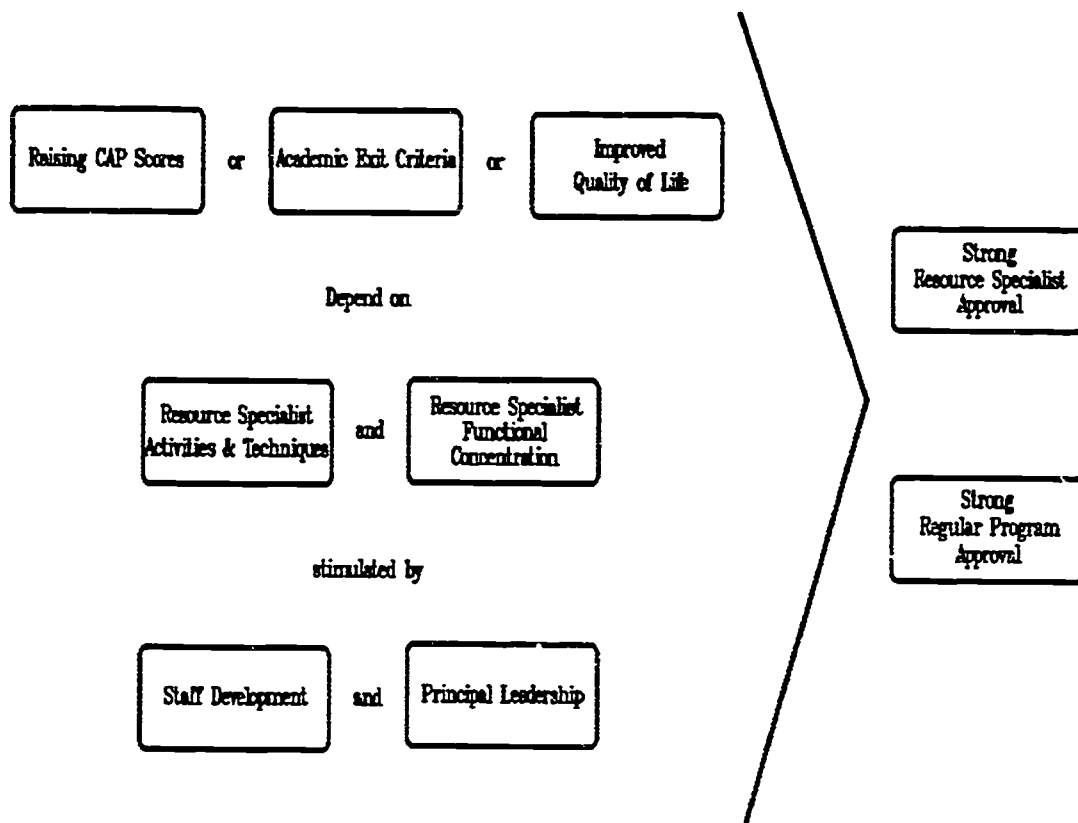 Raising CAP Scores
or
Academic Exit Criteria
or
Improved
Quality of Life
Depend on
Resource Specialist
Activities & Techniques
and
Resource Specialist
Functional
Concentration
stimulated by
Staff Development
and
Principal Leadership
Strong
Resource Specialist
Approval
Strong
Regular Program
Approval